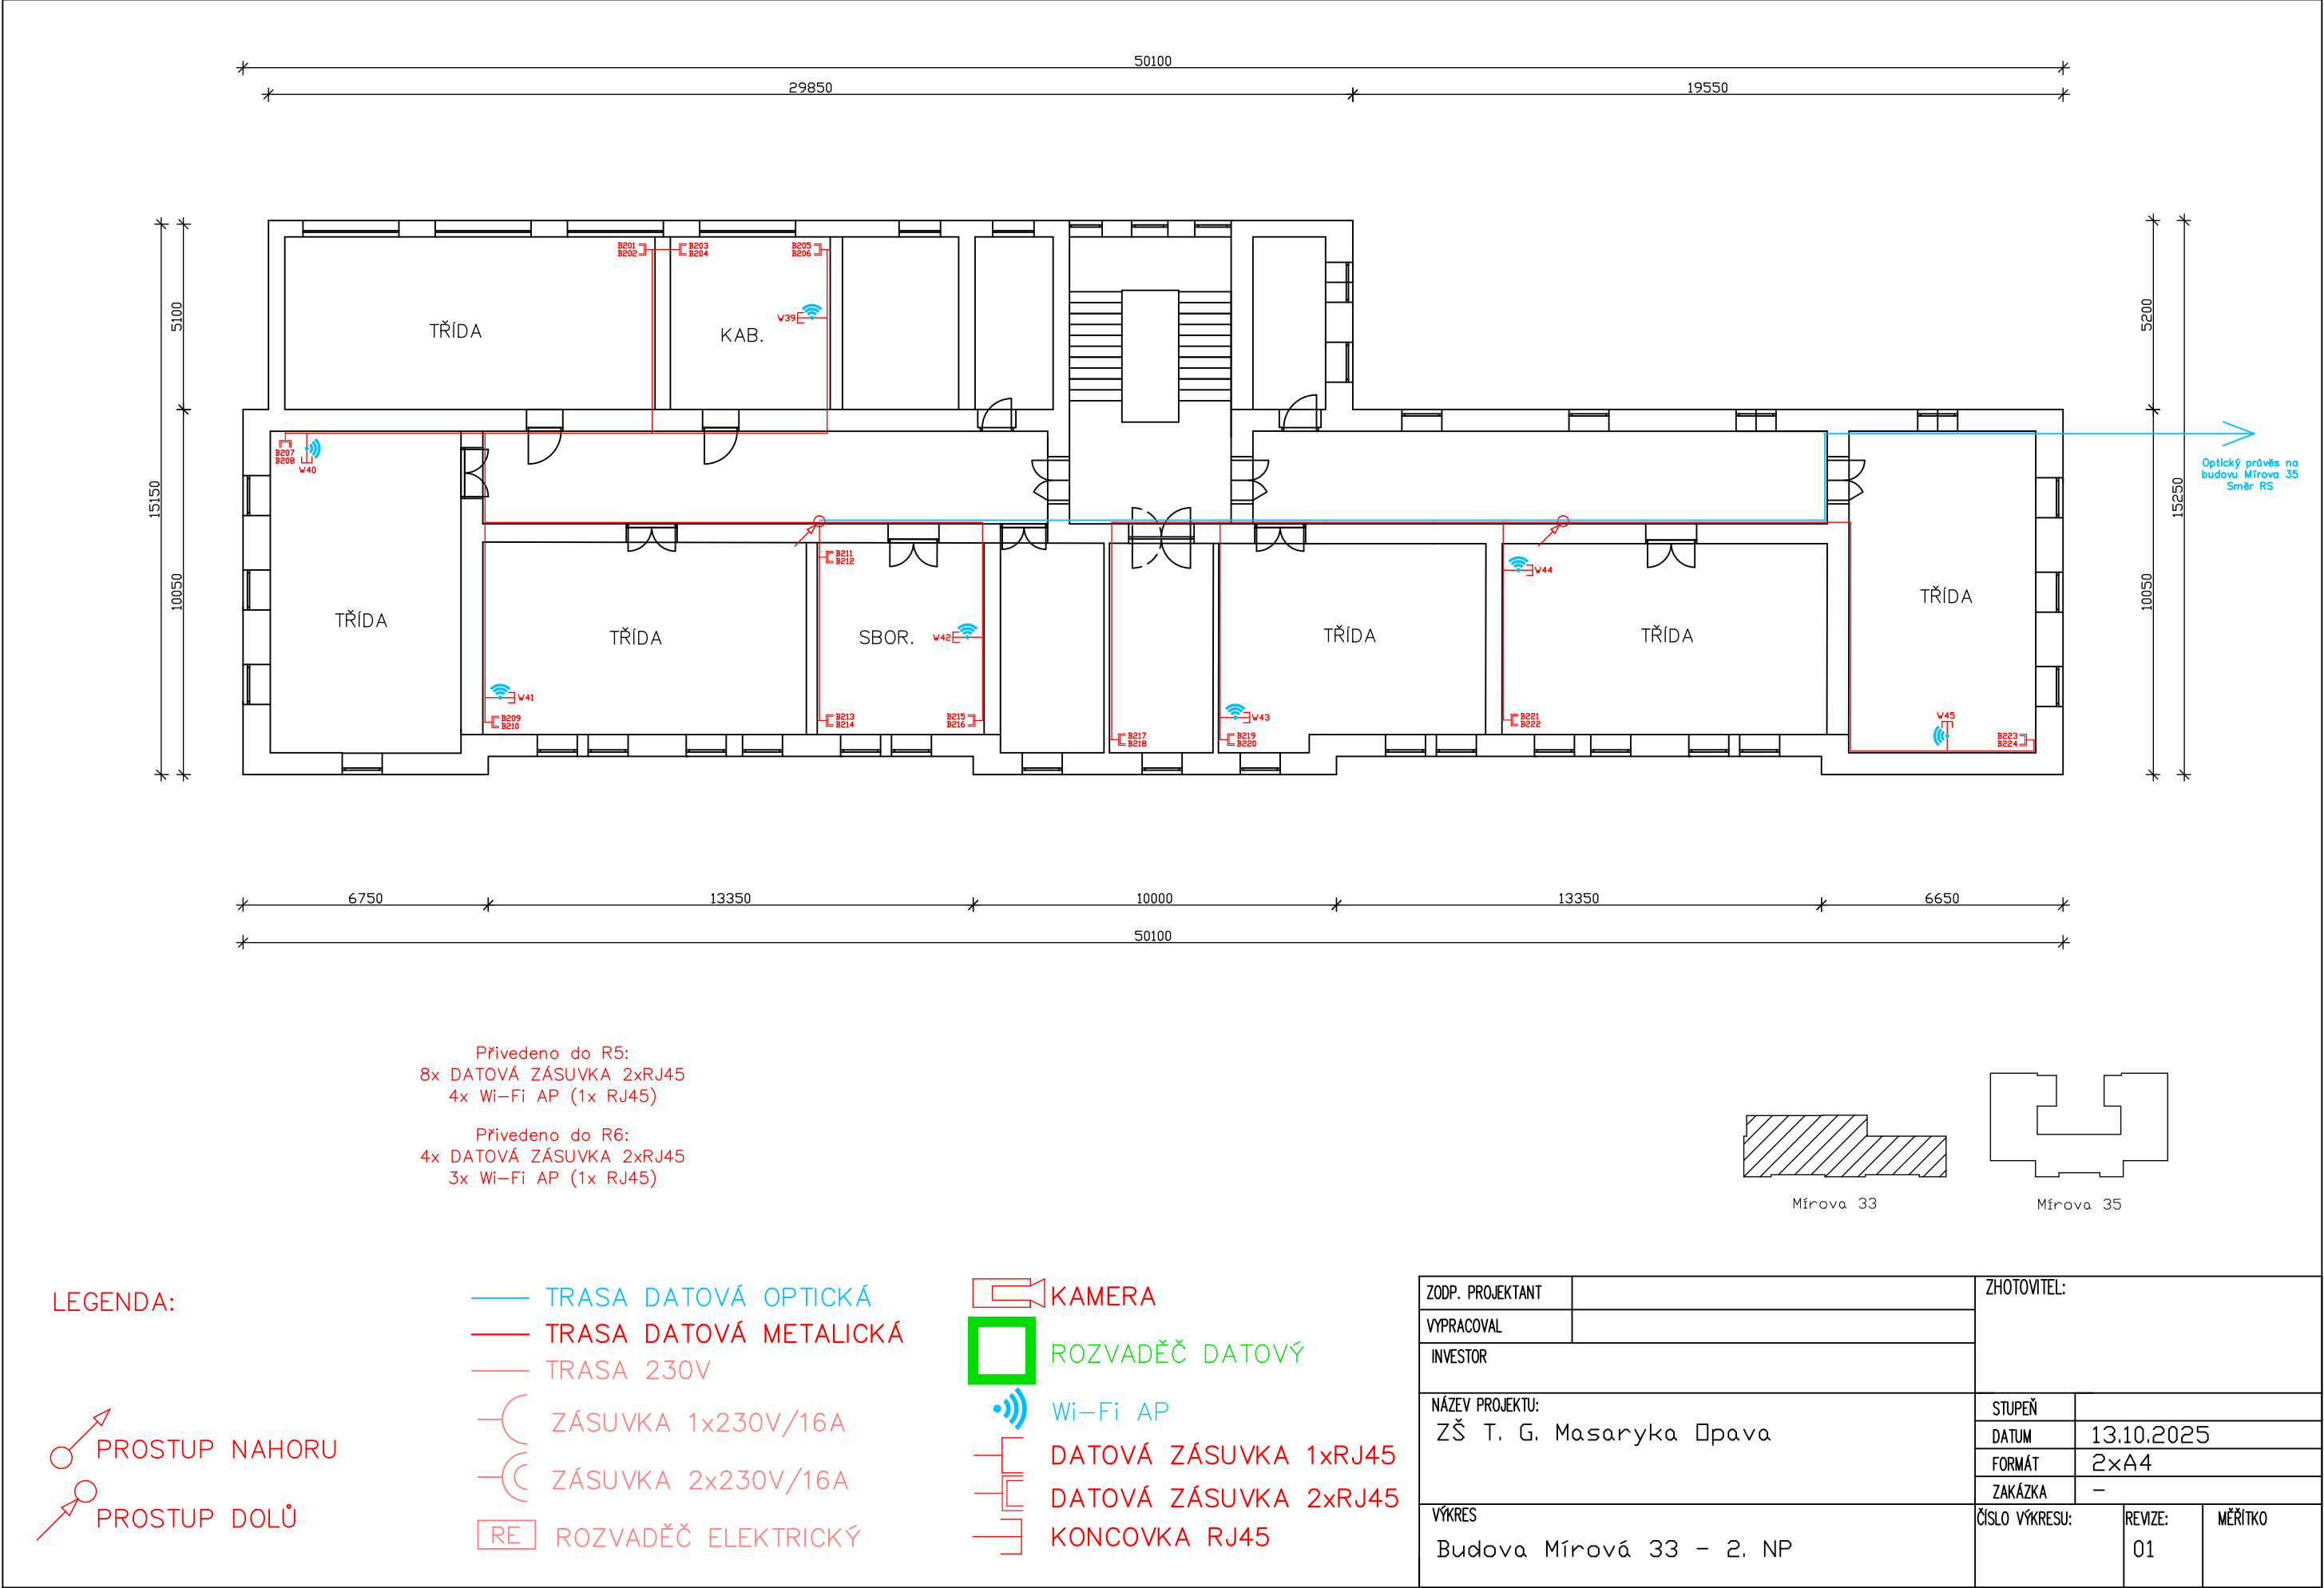 50100
29850
19550
5100
15150
10050
5200
15250
10050
B201
B202
B203
B204
B205
B206
W39
TŘÍDA
KAB.
B207
B208
W40
Optický průvěs na
budovu Mírova 35
Směr RS
B211
B212
W44
TŘÍDA
TŘÍDA
SBOR.
W42
TŘÍDA
TŘÍDA
TŘÍDA
W41
B209
B210
B213
B214
B215
B216
B217
B218
W43
B219
B220
B221
B222
W45
B223
B224
6750
13350
10000
13350
6650
50100
Přivedeno do R5:
8x DATOVÁ ZÁSUVKA 2xRJ45
4x Wi-Fi AP (1x RJ45)
Přivedeno do R6:
4x DATOVÁ ZÁSUVKA 2xRJ45
3x Wi-Fi AP (1x RJ45)
Mírova 33
Mírova 35
LEGENDA:
PROSTUP NAHORU
PROSTUP DOLŮ
TRASA DATOVÁ OPTICKÁ
TRASA DATOVÁ METALICKÁ
TRASA 230V
ZÁSUVKA 1x230V/16A
ZÁSUVKA 2x230V/16A
RE ROZVADĚČ ELEKTRICKÝ
KAMERA
ROZVADĚČ DATOVÝ
Wi-Fi AP
DATOVÁ ZÁSUVKA 1xRJ45
DATOVÁ ZÁSUVKA 2xRJ45
KONCOVKA RJ45
ZODP. PROJEKTANT
VYPRACOVAL
INVESTOR
NÁZEV PROJEKTU:
ZŠ T. G. Masaryka Opava
VÝKRES
Budova Mírová 33 - 2. NP
ZHOTOVITEL:
STUPEŇ
DATUM 13.10.2025
FORMÁT 2xA4
ZAKÁZKA -
ČÍSLO VÝKRESU:
REVIZE:
01
MĚŘÍTKO